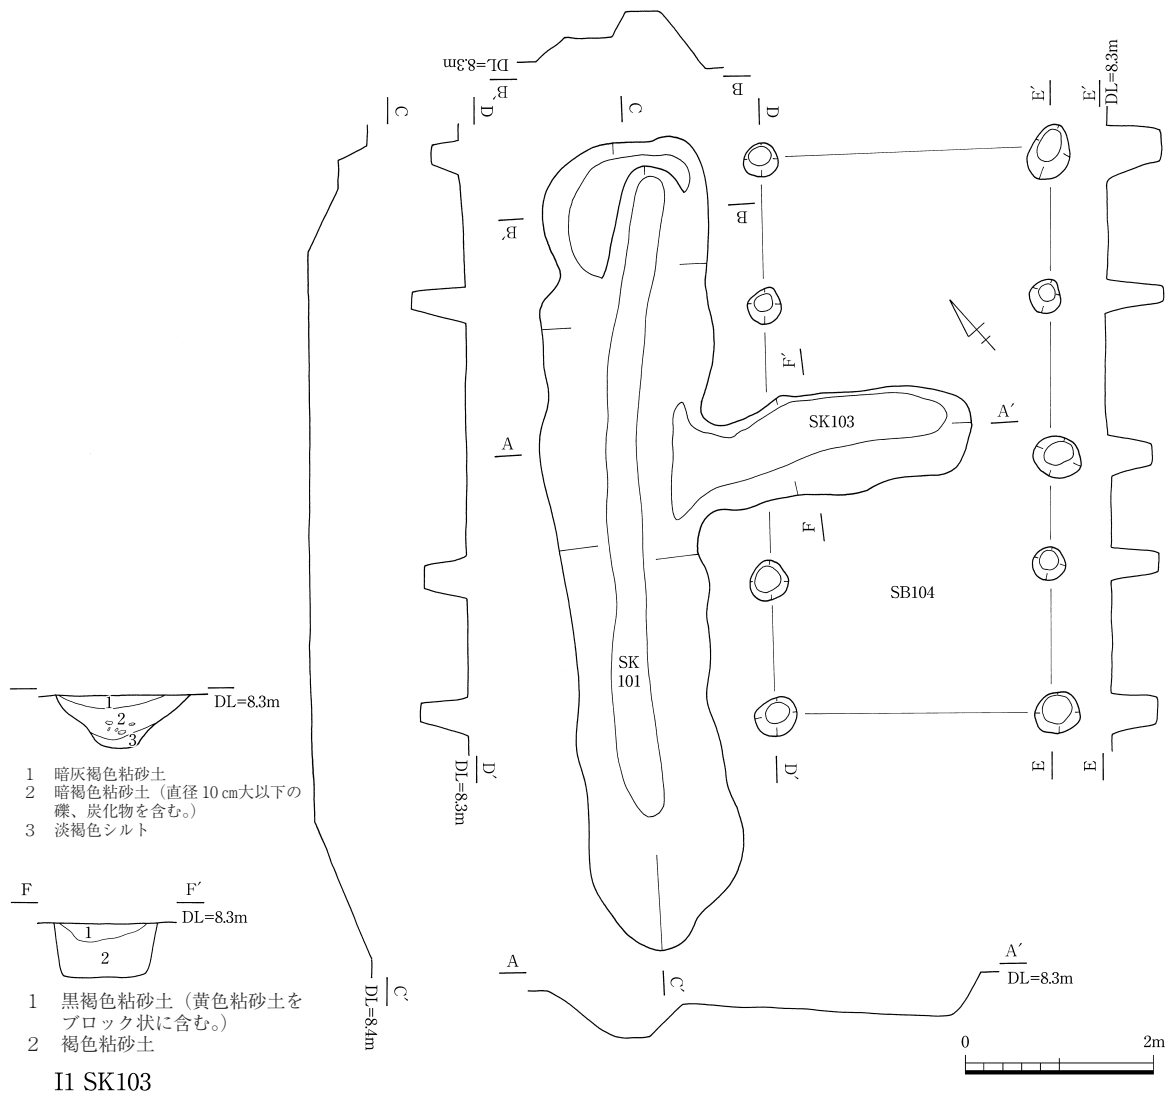 DL=8.3m
B′
B
C
D′
C
D
E′
E′
DL=8.3m
B′
B
F′
A
A′
SK103
F
SB104
SK
101
DL=8.3m
1
2
3
1 暗灰褐色粘砂土
2 暗褐色粘砂土（直径 10 ㎝大以下の
礫、炭化物を含む。）
3 淡褐色シルト
D′
DL=8.3m
D′
E
E
F
F′
DL=8.3m
1
2
1 黒褐色粘砂土（黄色粘砂土を
ブロック状に含む。）
2 褐色粘砂土
I1 SK103
C′
DL=8.4m
A
C′
A′
DL=8.3m
0
2m